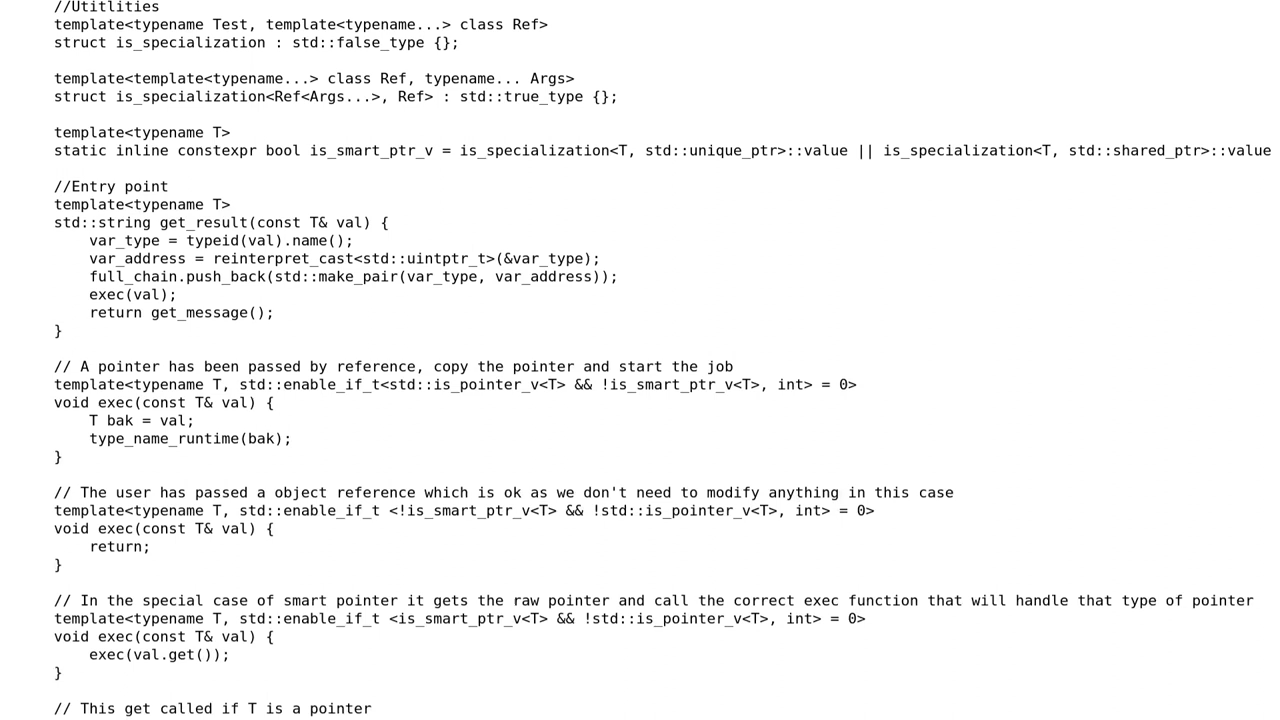 //Utitlities
template<typename Test, template<typename...> class Ref>
struct is_specialization : std::false_type {};
template<template<typename...> class Ref, typename... Args>
struct is_specialization<Ref<Args...>, Ref> : std::true_type {};
template<typename T>
static inline constexpr bool is_smart_ptr_v = is_specialization<T, std::unique_ptr>::value || is_specialization<T, std::shared_ptr>::value
//Entry point
template<typename T>
std::string get_result(const T& val) {
    var_type = typeid(val).name();
    var_address = reinterpret_cast<std::uintptr_t>(&var_type);
    full_chain.push_back(std::make_pair(var_type, var_address));
    exec(val);
    return get_message();
}
// A pointer has been passed by reference, copy the pointer and start the job
template<typename T, std::enable_if_t<std::is_pointer_v<T> && !is_smart_ptr_v<T>, int> = 0>
void exec(const T& val) {
    T bak = val;
    type_name_runtime(bak);
}
// The user has passed a object reference which is ok as we don't need to modify anything in this case
template<typename T, std::enable_if_t <!is_smart_ptr_v<T> && !std::is_pointer_v<T>, int> = 0>
void exec(const T& val) {
    return;
}
// In the special case of smart pointer it gets the raw pointer and call the correct exec function that will handle that type of pointer
template<typename T, std::enable_if_t <is_smart_ptr_v<T> && !std::is_pointer_v<T>, int> = 0>
void exec(const T& val) {
    exec(val.get());
}
// This get called if T is a pointer